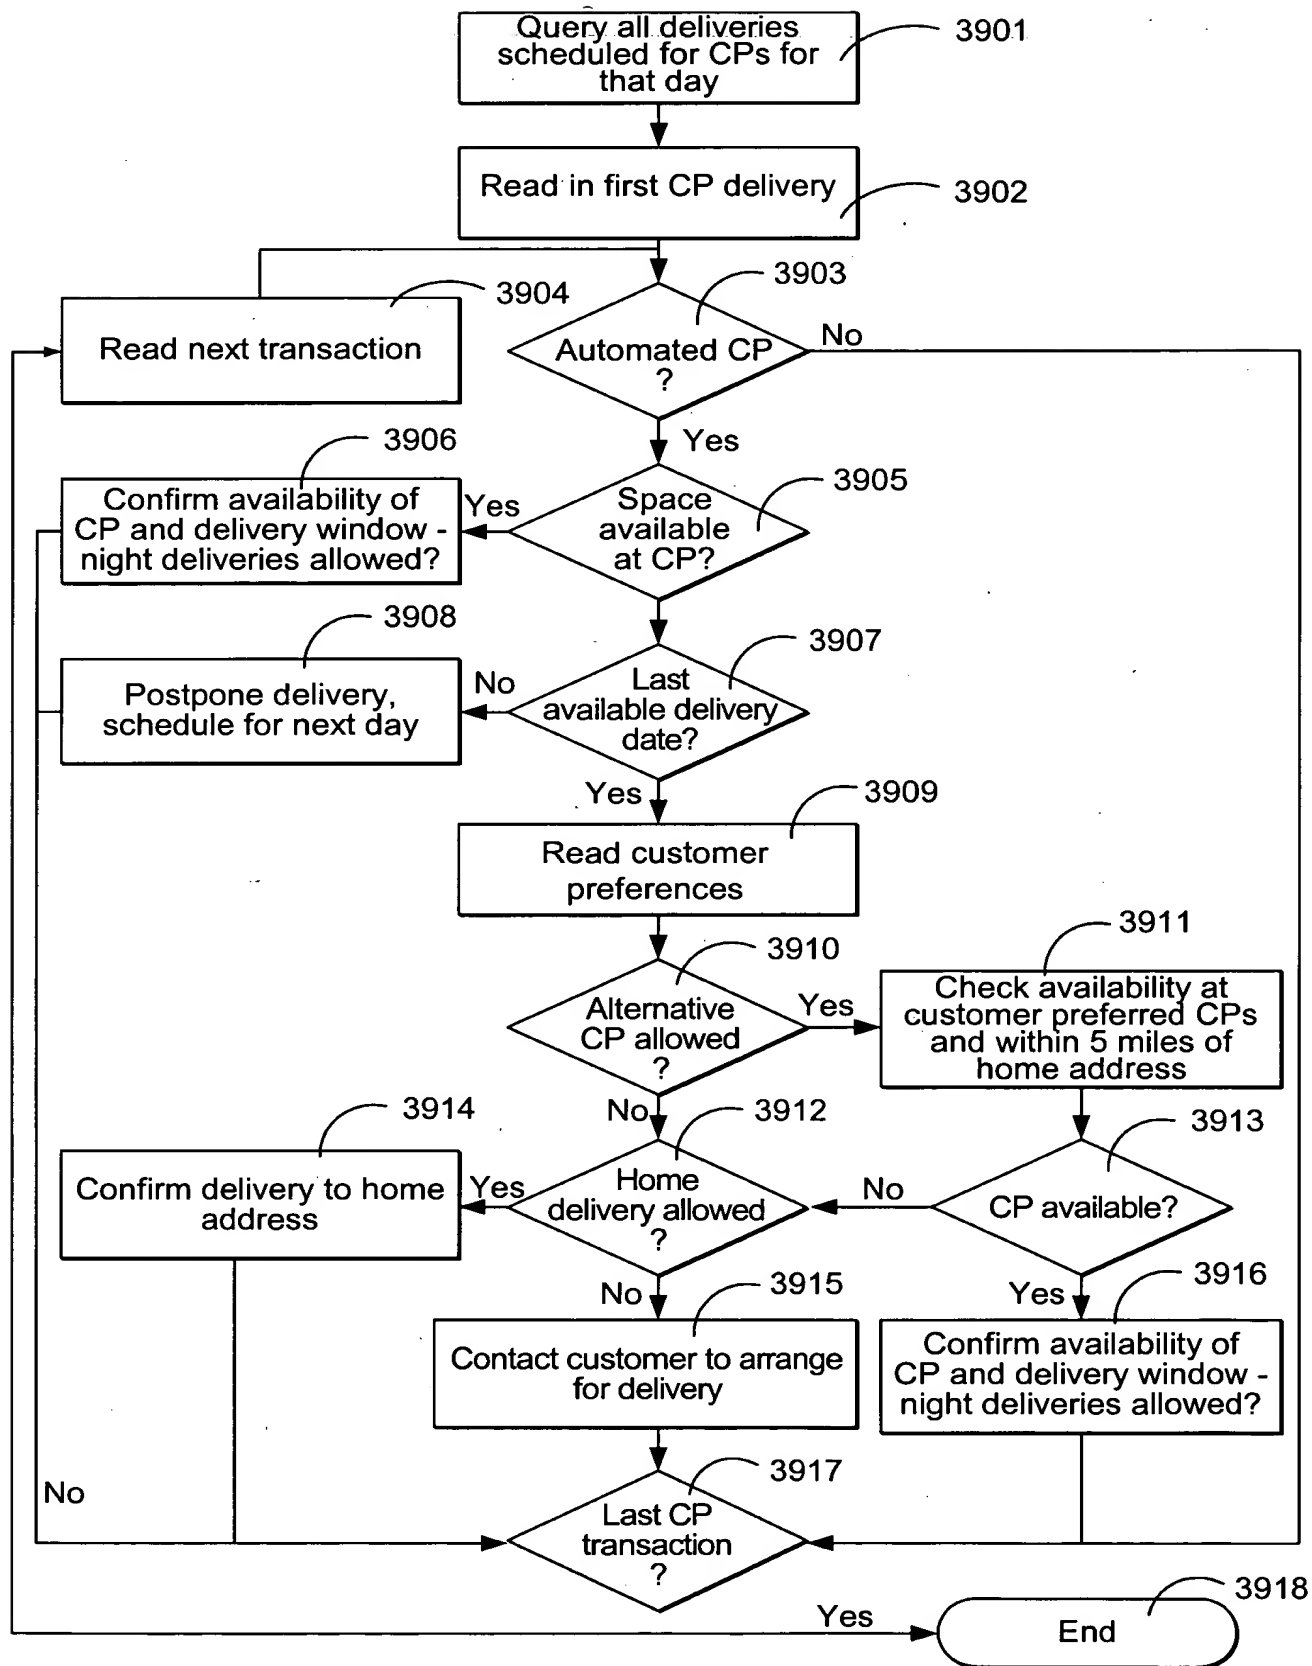 Query all deliveries
scheduled for CPs for
that day
3901
Read in first CP delivery
3902
3903
3904
Read next transaction
Automated CP
?
No
Yes
3906
3905
Confirm availability of
CP and delivery window -
night deliveries allowed?
Yes
Space
available
at CP?
3908
3907
Postpone delivery,
schedule for next day
No
Last
available delivery
date?
Yes
3909
Read customer
preferences
3911
3910
Alternative
CP allowed
?
Yes
Check availability at
customer preferred CPs
and within 5 miles of
home address
No
3914
3912
3913
Confirm delivery to home
address
Yes
Home
delivery allowed
?
No
CP available?
No
3915
Yes
3916
Contact customer to arrange
for delivery
Confirm availability of
CP and delivery window -
night deliveries allowed?
3917
No
Last CP
transaction
?
3918
Yes
End